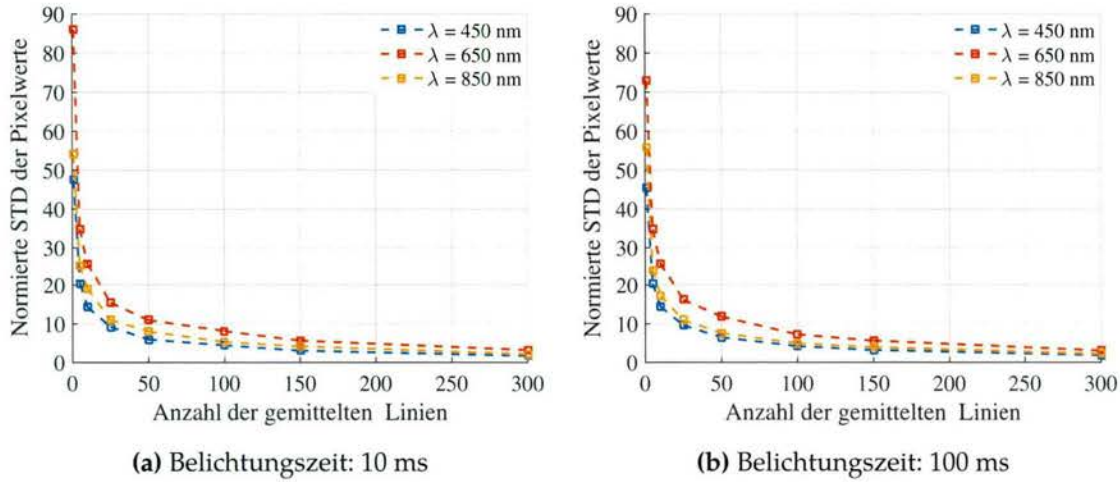 90
80
70
60
50
40
30
20
10
0
Normierte STD der Pixelwerte
λ = 450 nm
λ = 650 nm
λ = 850 nm
0 50 100 150 200 250 300
Anzahl der gemittelten Linien
(a) Belichtungszeit: 10 ms
90
80
70
60
50
40
30
20
10
0
Normierte STD der Pixelwerte
λ = 450 nm
λ = 650 nm
λ = 850 nm
0 50 100 150 200 250 300
Anzahl der gemittelten Linien
(b) Belichtungszeit: 100 ms